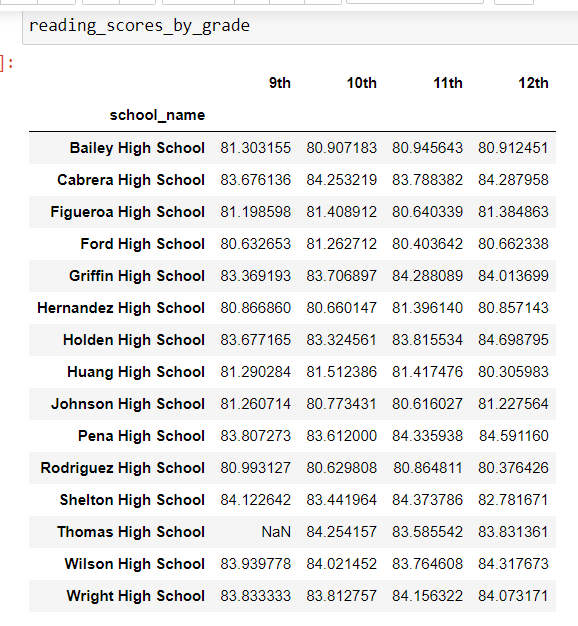 reading_scores_by_grade
]:
9th 10th 11th 12th
school_name
Bailey High School 81.303155 80.907183 80.945643 80.912451
Cabrera High School 83.676136 84.253219 83.788382 84.287958
Figueroa High School 81.198598 81.408912 80.640339 81.384863
Ford High School 80.632653 81.262712 80.403642 80.662338
Griffin High School 83.369193 83.706897 84.288089 84.013699
Hernandez High School 80.866860 80.660147 81.396140 80.857143
Holden High School 83.677165 83.324561 83.815534 84.698795
Huang High School 81.290284 81.512386 81.417476 80.305983
Johnson High School 81.260714 80.773431 80.616027 81.227564
Pena High School 83.807273 83.612000 84.335938 84.591160
Rodriguez High School 80.993127 80.629808 80.864811 80.376426
Shelton High School 84.122642 83.441964 84.373786 82.781671
Thomas High School NaN 84.254157 83.585542 83.831361
Wilson High School 83.939778 84.021452 83.764608 84.317673
Wright High School 83.833333 83.812757 84.156322 84.073171